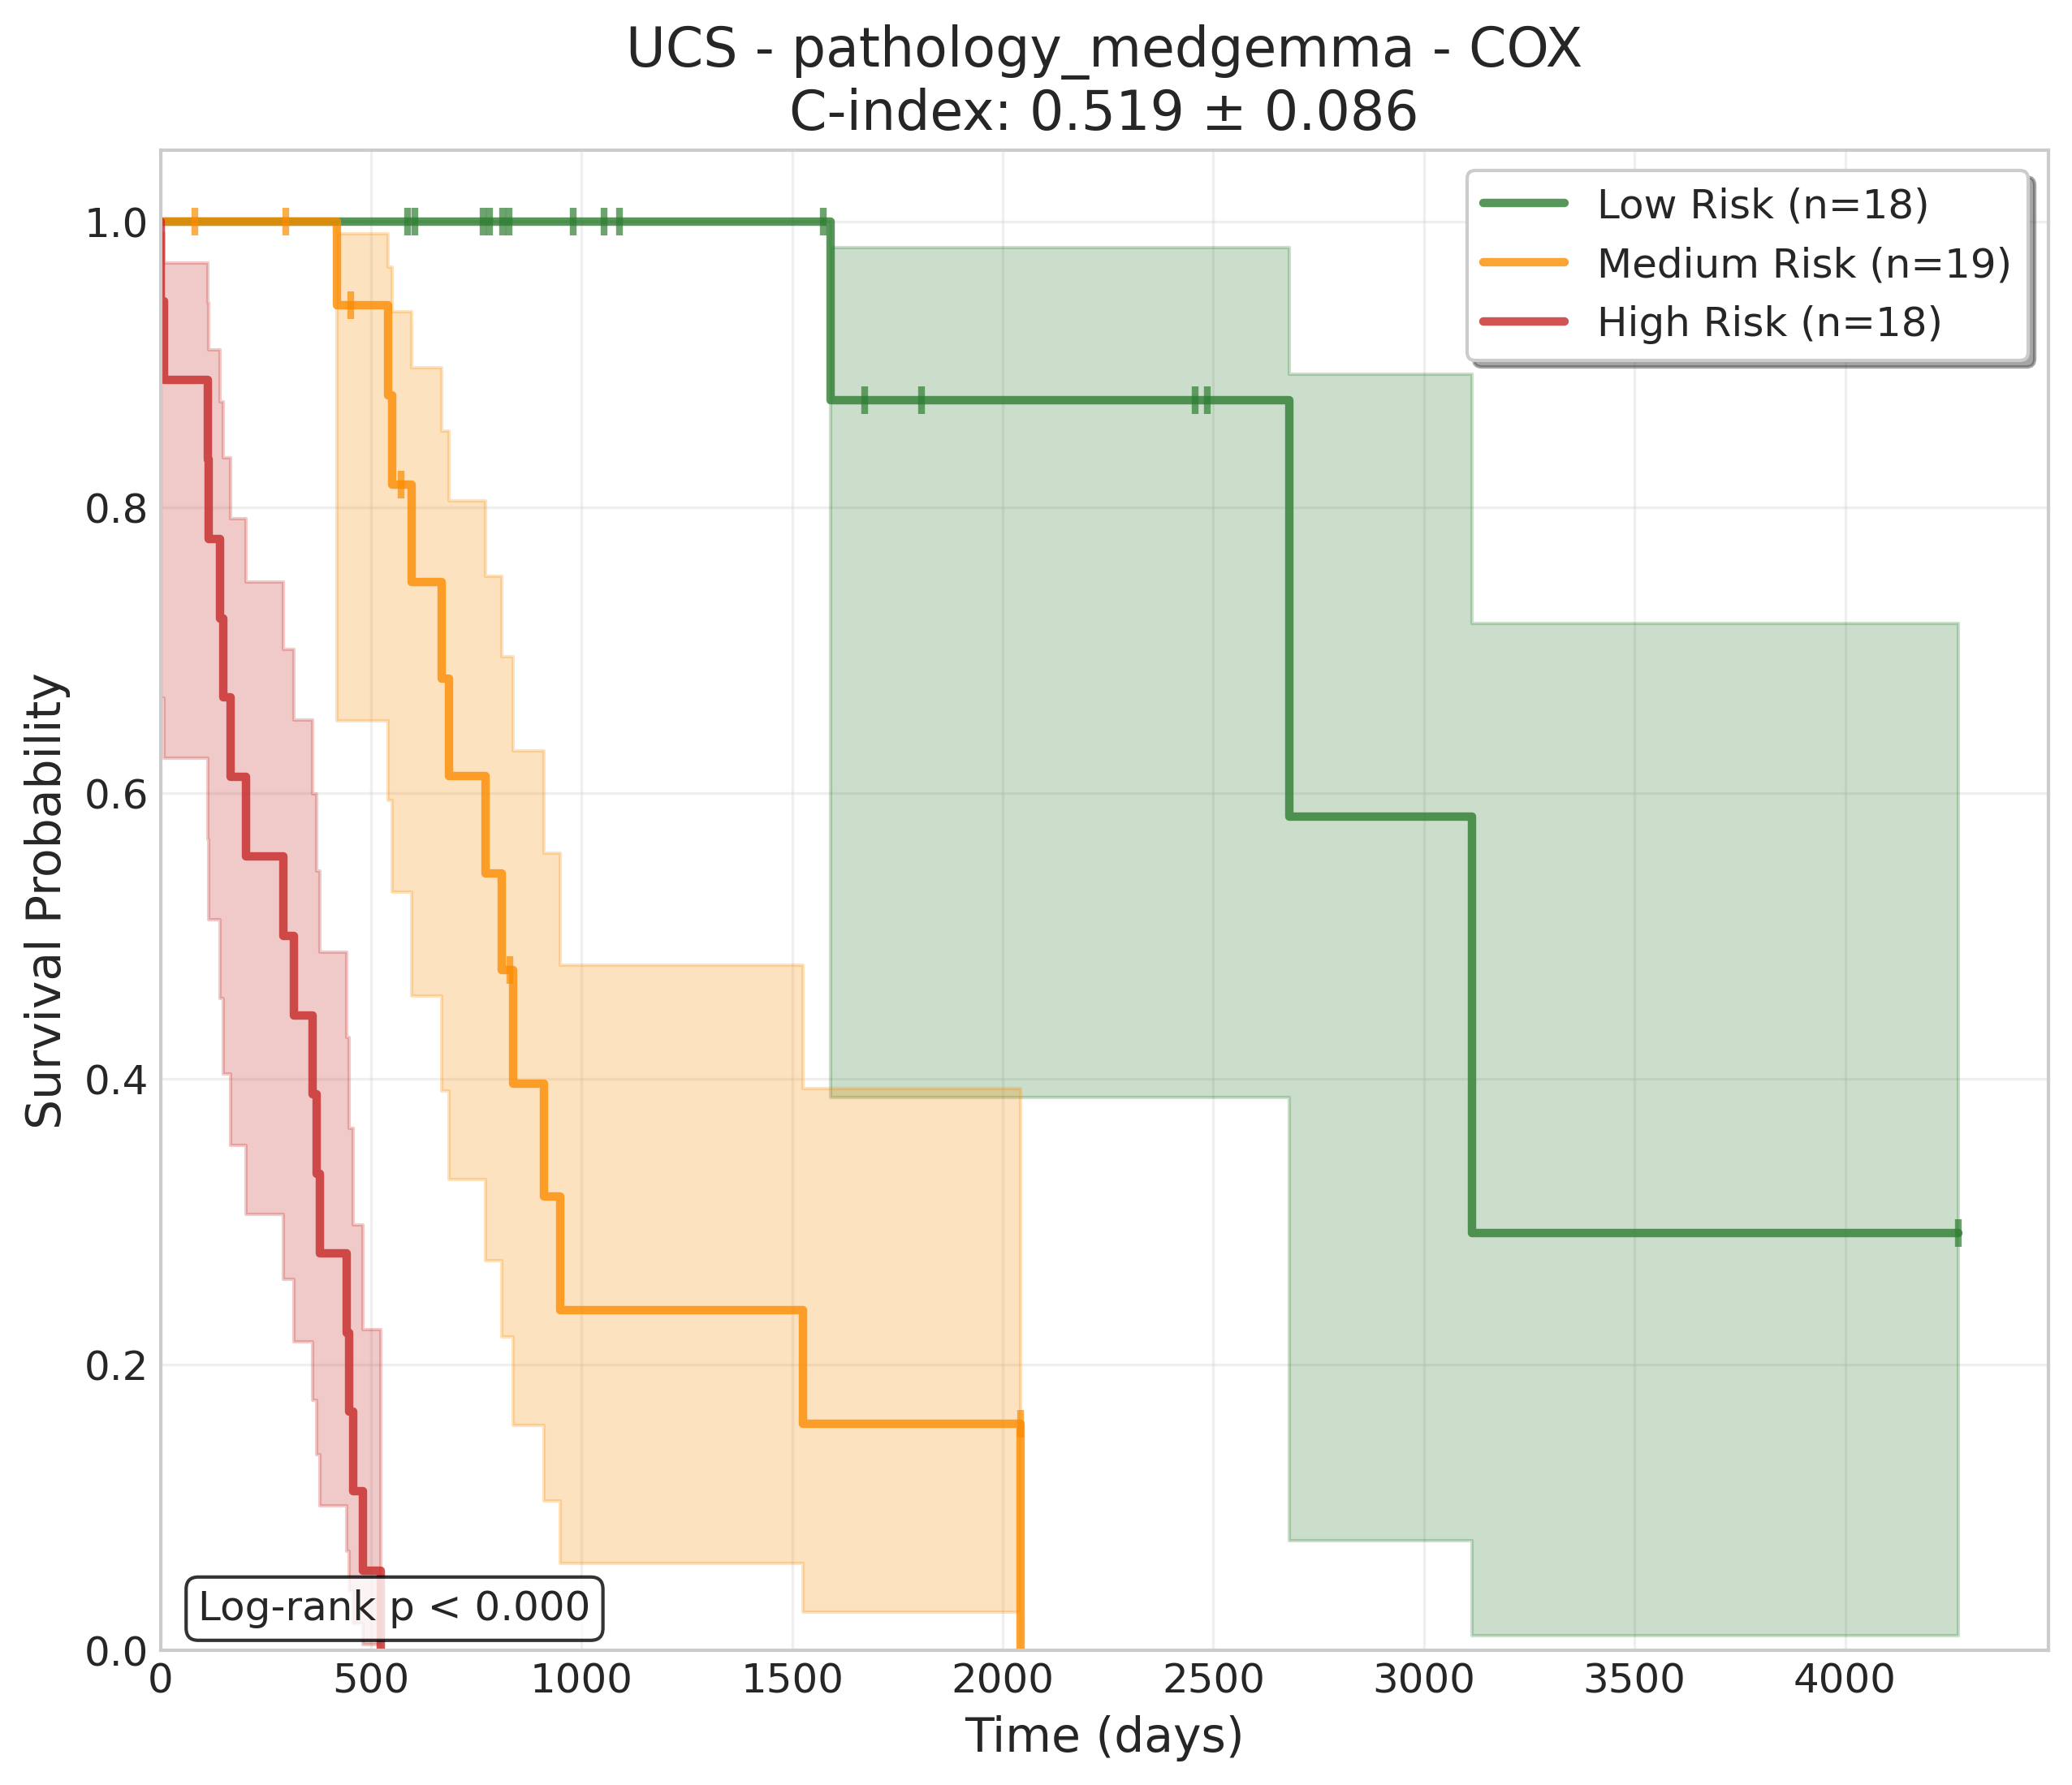 UCS - pathology_medgemma - COX
C-index: 0.519 ± 0.086
Low Risk (n=18)
Medium Risk (n=19)
High Risk (n=18)
Survival Probability
1.0
0.8
0.6
0.4
0.2
0.0
Log-rank p < 0.000
0 500 1000 1500 2000 2500 3000 3500 4000
Time (days)